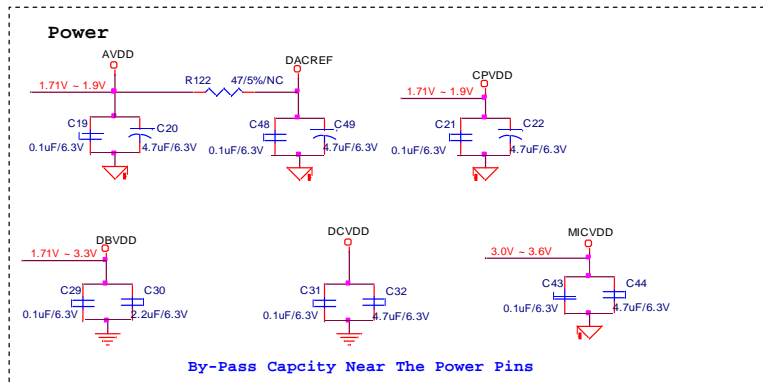 Power
AVDD
DACREF
CPVDD
1.71V ~ 1.9V
R122
47/5%/NC
1.71V ~ 1.9V
C19
C20
0.1uF/6.3V
4.7uF/6.3V
C48
C49
0.1uF/6.3V
4.7uF/6.3V
C21
C22
0.1uF/6.3V
4.7uF/6.3V
DBVDD
DCVDD
MICVDD
1.71V ~ 3.3V
3.0V ~ 3.6V
C29
C30
0.1uF/6.3V
2.2uF/6.3V
C31
C32
0.1uF/6.3V
4.7uF/6.3V
C43
C44
0.1uF/6.3V
4.7uF/6.3V
By-Pass Capcity Near The Power Pins